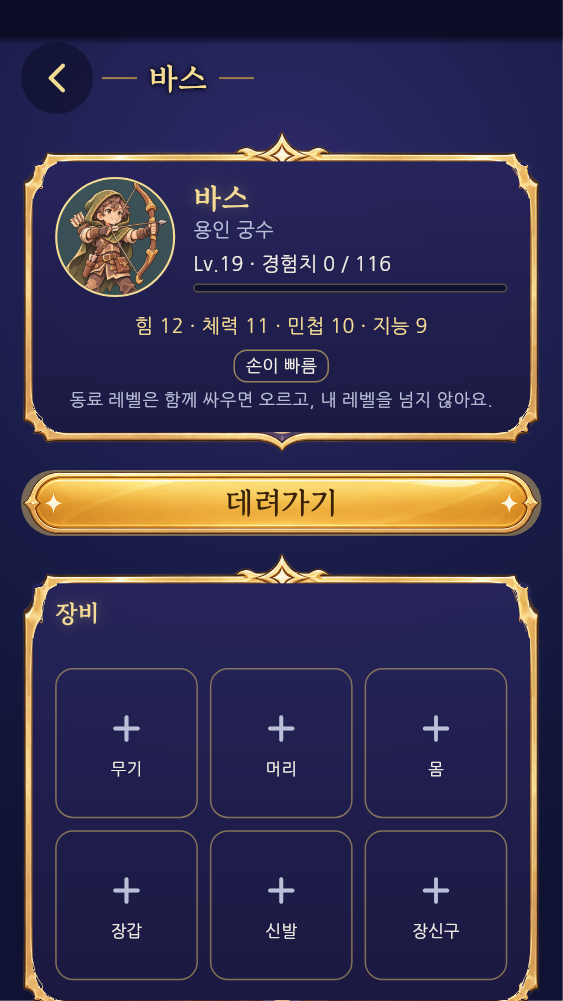 바스
바스
용인 궁수
Lv.19 · 경험치 0 / 116
힘 12 · 체력 11 · 민첩 10 · 지능 9
손이 빠름
동료 레벨은 함께 싸우면 오르고, 내 레벨을 넘지 않아요.
데려가기
장비
무기 머리 몸
장갑 신발 장신구